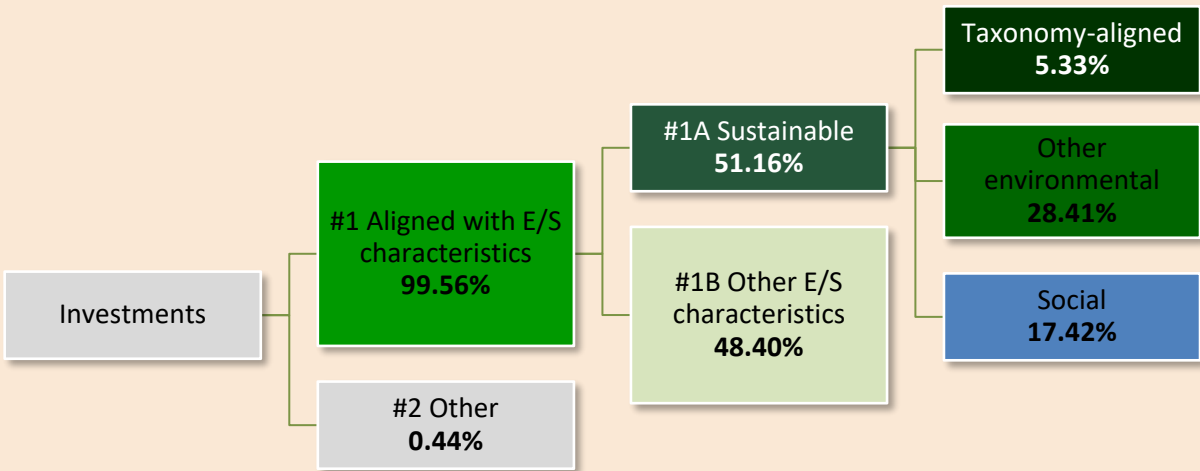 Investments
#1 Aligned with E/S
characteristics
99.56%
#2 Other
0.44%
#1A Sustainable
51.16%
#1B Other E/S
characteristics
48.40%
Taxonomy-aligned
5.33%
Other
environmental
28.41%
Social
17.42%